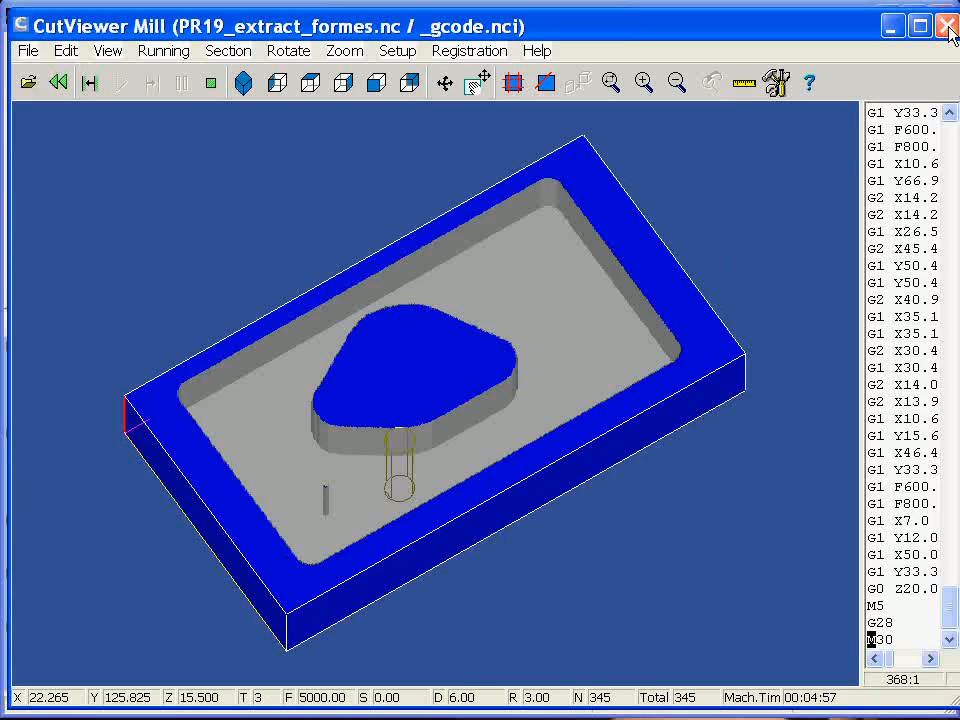 CutViewer Mill (PR19_extract_formes.nc / _gcode.nci)
File Edit View Running Section Rotate Zoom Setup Registration Help
G1 Y33.3
G1 F600.
G1 F800.
G1 X10.6
G1 Y66.9
G2 X14.2
G2 X14.2
G1 X26.5
G2 X45.4
G1 Y50.4
G1 Y50.4
G2 X40.9
G1 X35.1
G1 X35.1
G2 X30.4
G1 X30.4
G2 X14.0
G2 X13.9
G1 X10.6
G1 Y15.6
G1 X46.4
G1 Y33.3
G1 F600.
G1 F800.
G1 X7.0
G1 Y12.0
G1 X50.0
G1 Y33.3
G0 Z20.0
M5
G28
M30
368:1
X 22.265 Y 125.825 Z 15.500 T 3 F 5000.00 S 0.00 D 6.00 R 3.00 N 345 Total 345 Mach.Tim 00:04:57